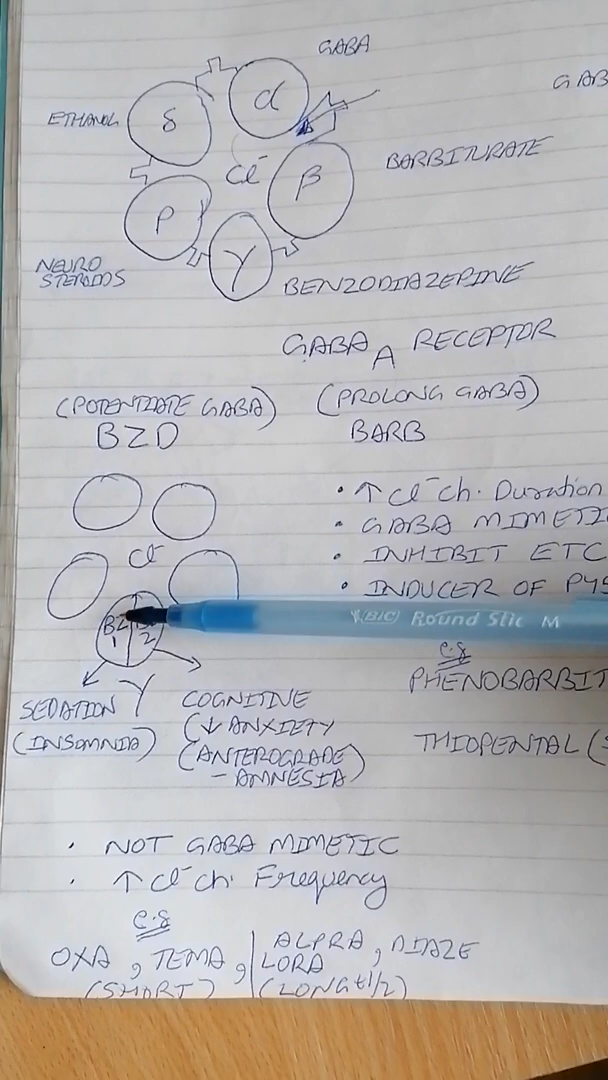 GABA
GAB
ETHANOL
δ
α
Cl⁻
β
BARBITURATE
ρ
γ
NEURO
STEROIDS
BENZODIAZEPINE
GABA A RECEPTOR
(POTENTIATE GABA)
BZD
(PROLONG GABA)
BARB
• ↑ Cl⁻ ch. Duration
• GABA MIMETI
• INHIBIT ETC
• INDUCER OF
Cl⁻
BZ
1
2
BIC Round Stic M
e.g
PHENOBARBIT
SEDATION
(INSOMNIA)
γ
COGNITIVE
(↓ ANXIETY
(ANTEROGRADE)
- AMNESIA)
THIOPENTAL (
• NOT GABA MIMETIC
• ↑ Cl⁻ ch. Frequency
e.g
OXA, TEMA,
(SHORT)
ALPRA, DIAZE
LORA
(LONG t1/2)